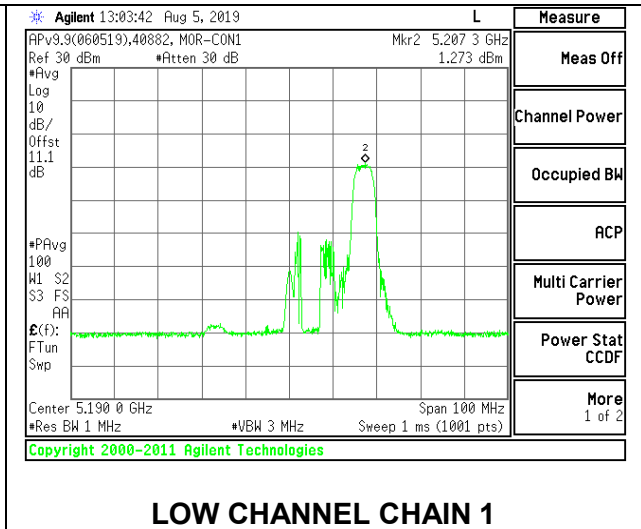 Agilent 13:03:42 Aug 5, 2019 L Measure
APv9.9(060519),40882, MOR-CON1 Mkr2 5.207 3 GHz
Ref 30 dBm #Atten 30 dB 1.273 dBm
Meas Off
#Avg
Log
10
dB/
Offst
11.1
dB
2
Channel Power
Occupied BW
ACP
#PAvg
100
W1 S2
S3 FS
AA
£(f):
FTun
Swp
Multi Carrier
Power
Power Stat
CCDF
More
1 of 2
Center 5.190 0 GHz Span 100 MHz
#Res BW 1 MHz #VBW 3 MHz Sweep 1 ms (1001 pts)
Copyright 2000-2011 Agilent Technologies
LOW CHANNEL CHAIN 1